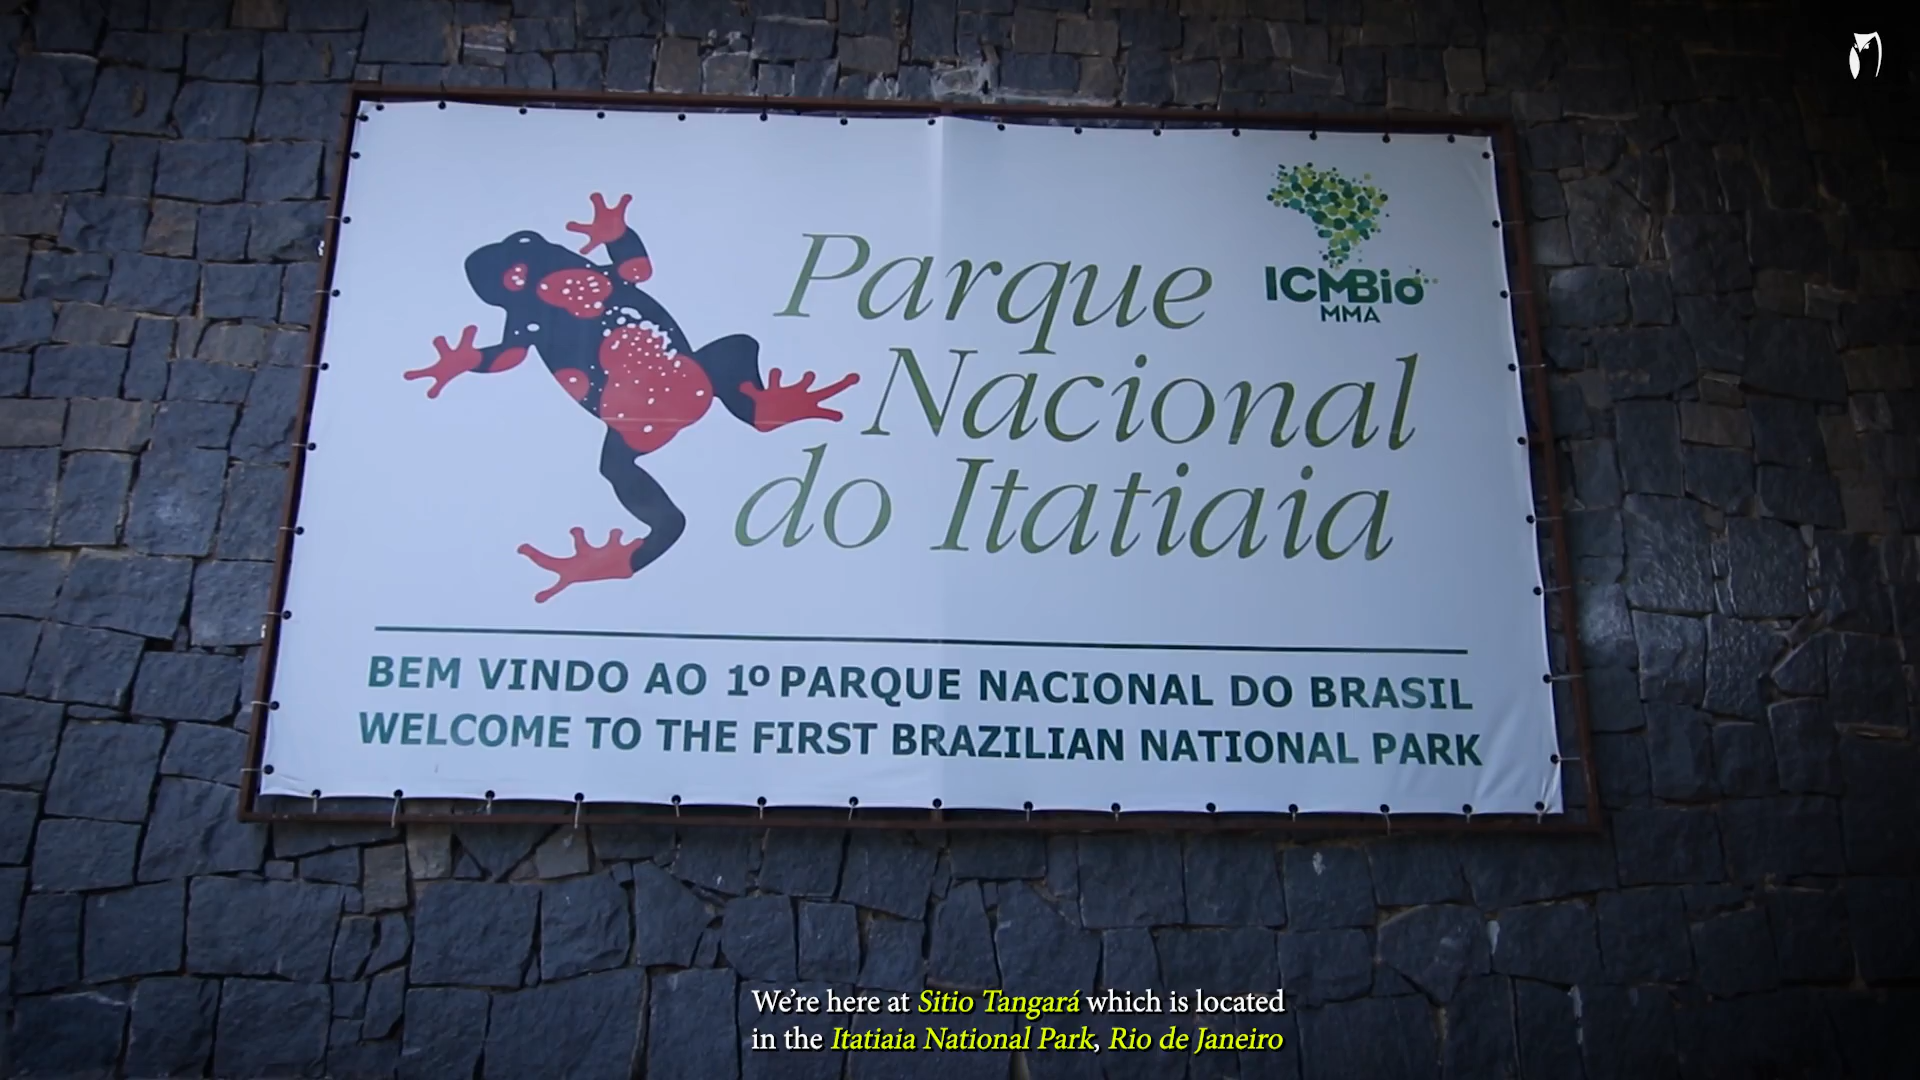 ICMBio
MMA
Parque
Nacional
do Itatiaia
BEM VINDO AO 1º PARQUE NACIONAL DO BRASIL
WELCOME TO THE FIRST BRAZILIAN NATIONAL PARK
We're here at Sitio Tangará which is located
in the Itatiaia National Park, Rio de Janeiro